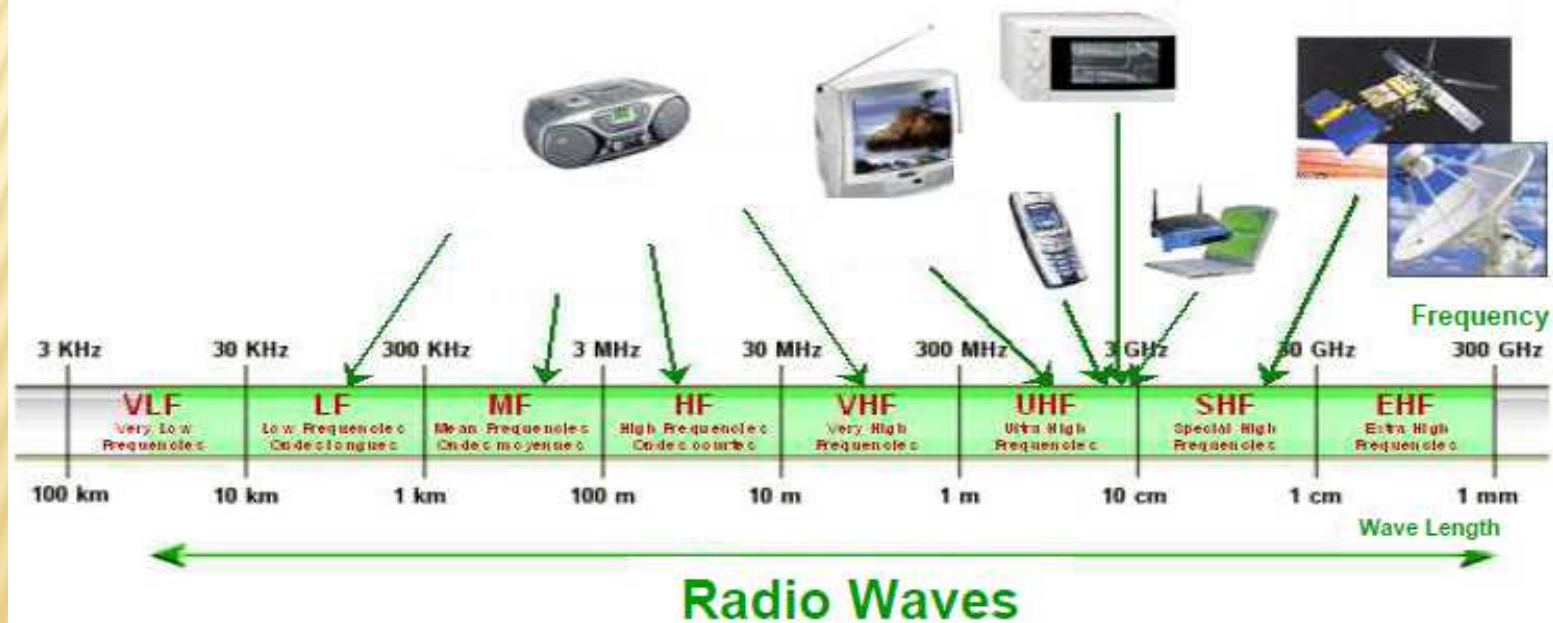 Frequency
3 KHz 30 KHz 300 KHz 3 MHz 30 MHz 300 MHz 3 GHz 30 GHz 300 GHz
VLF LF MF HF VHF UHF SHF EHF
Very Low Low Frequencies Mean Frequencies High Frequencies Very High Ultra High Special High Extra High
Frequencies Ondes longues Ondes moyennes Ondes courtes Frequencies Frequencies Frequencies Frequencies
100 km 10 km 1 km 100 m 10 m 1 m 10 cm 1 cm 1 mm
Wave Length
Radio Waves